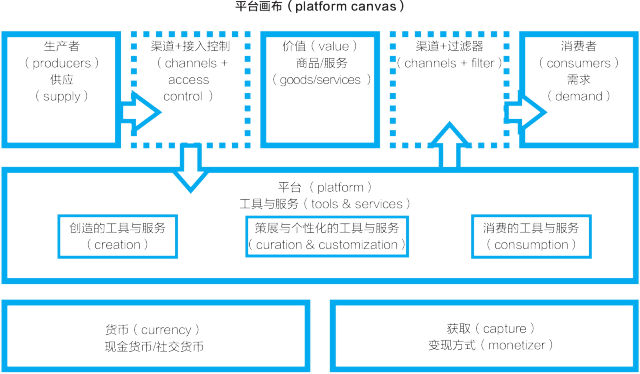 平台画布（platform canvas）
生产者
（producers）
供应
（supply）
渠道+接入控制
（channels +
access
control ）
价值（value）
商品/服务
（goods/services ）
渠道+过滤器
（channels + filter）
消费者
（consumers）
需求
（demand）
平台 （ platform）
工具与服务（ tools & services）
创造的工具与服务
（creation）
策展与个性化的工具与服务
（curation & customization）
消费的工具与服务
（consumption）
货币（ currency）
现金货币/社交货币
获取（ capture）
变现方式（ monetizer）